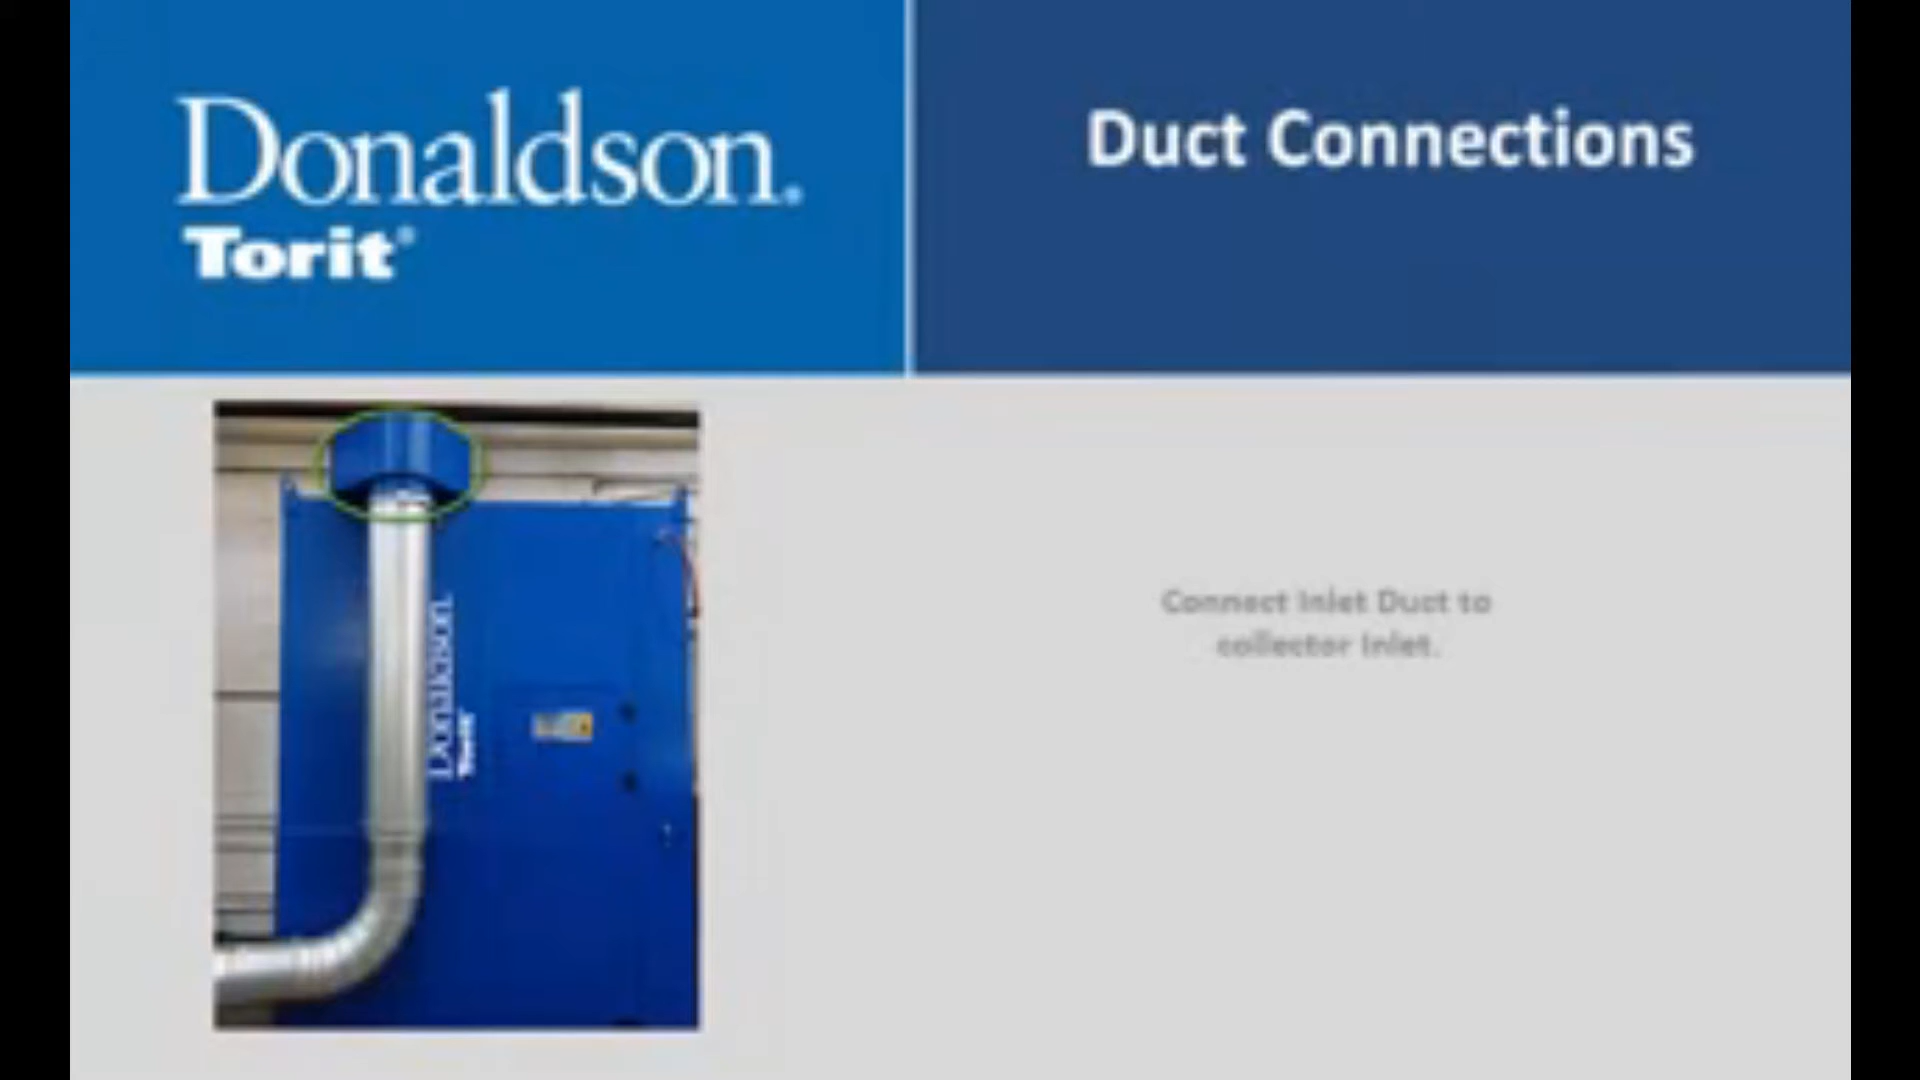 Donaldson®
Torit®
Duct Connections
Connect Inlet Duct to
collector Inlet.
Donaldson
Torit